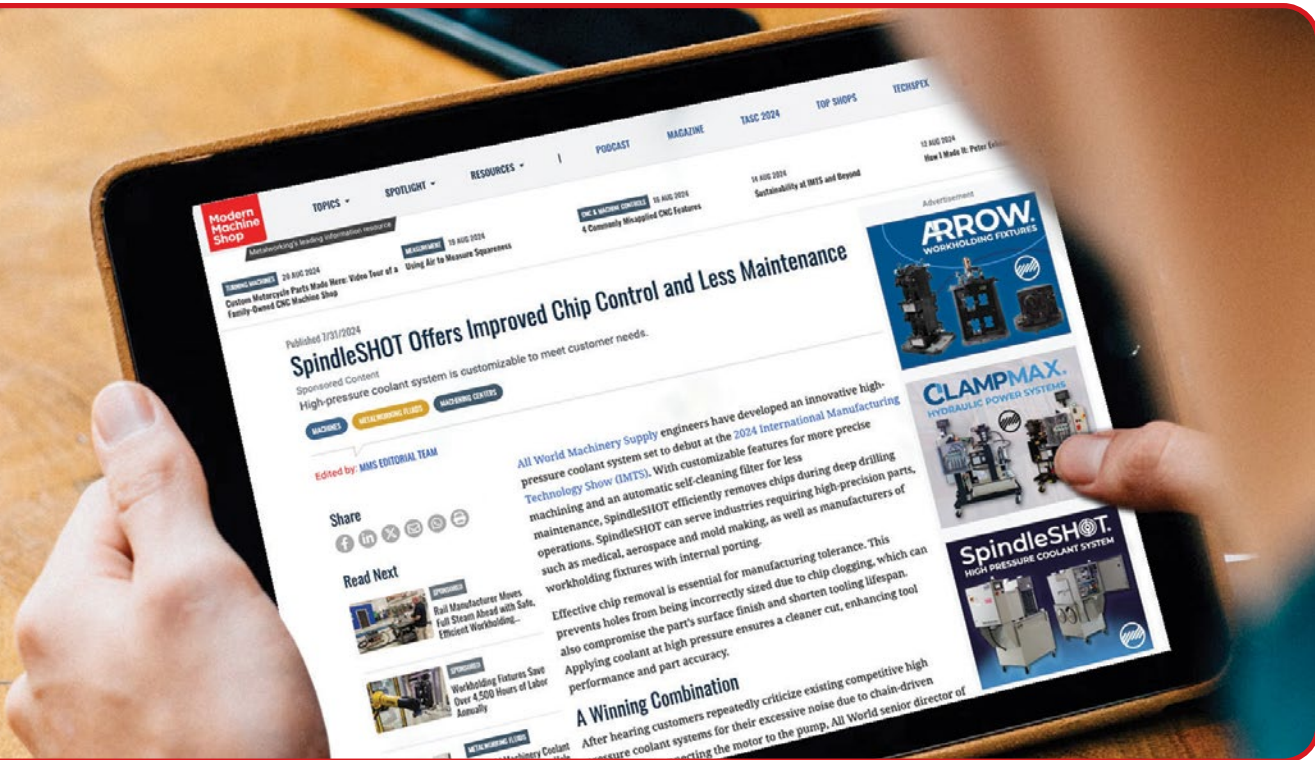 TOPICS
SPOTLIGHT
RESOURCES
|
PODCAST
MAGAZINE
TASC 2024
TOP SHOPS
TECHSPEX
Modern
Machine
Shop
Metalworking's leading information resource
TURNING MACHINES 20 AUG 2024
Custom Motorcycle Parts Made Here: Video Tour of a
Family-Owned CNC Machine Shop
MEASUREMENT 19 AUG 2024
Using Air to Measure Squareness
CNC & MACHINE CONTROLS 16 AUG 2024
4 Commonly Misapplied CNC Features
14 AUG 2024
Sustainability at IMTS and Beyond
12 AUG 2024
How I Made It: Peter
Published 7/31/2024
SpindleSHOT Offers Improved Chip Control and Less Maintenance
Sponsored Content
High-pressure coolant system is customizable to meet customer needs.
MACHINES
METALWORKING FLUIDS
MACHINING CENTERS
Edited by: MMS EDITORIAL TEAM
Share
Read Next
SPONSORED
Rail Manufacturer Moves
Full Steam Ahead with Safe,
Efficient Workholding...
SPONSORED
Workholding Fixtures Save
Over 4,500 Hours of Labor
Annually
METALWORKING FLUIDS
Machinery Coolant
All World Machinery Supply engineers have developed an innovative high-
pressure coolant system set to debut at the 2024 International Manufacturing
Technology Show (IMTS). With customizable features for more precise
machining and an automatic self-cleaning filter for less
maintenance, SpindleSHOT efficiently removes chips during deep drilling
operations. SpindleSHOT can serve industries requiring high-precision parts,
such as medical, aerospace and mold making, as well as manufacturers of
workholding fixtures with internal porting.
Effective chip removal is essential for manufacturing tolerance. This
prevents holes from being incorrectly sized due to chip clogging, which can
also compromise the part's surface finish and shorten tooling lifespan.
Applying coolant at high pressure ensures a cleaner cut, enhancing tool
performance and part accuracy.
A Winning Combination
After hearing customers repeatedly criticize existing competitive high
pressure coolant systems for their excessive noise due to chain-driven
connecting the motor to the pump, All World senior director of
Advertisement
ARROW.
WORKHOLDING FIXTURES
CLAMPMAX.
HYDRAULIC POWER SYSTEMS
SpindleSHOT.
HIGH PRESSURE COOLANT SYSTEM